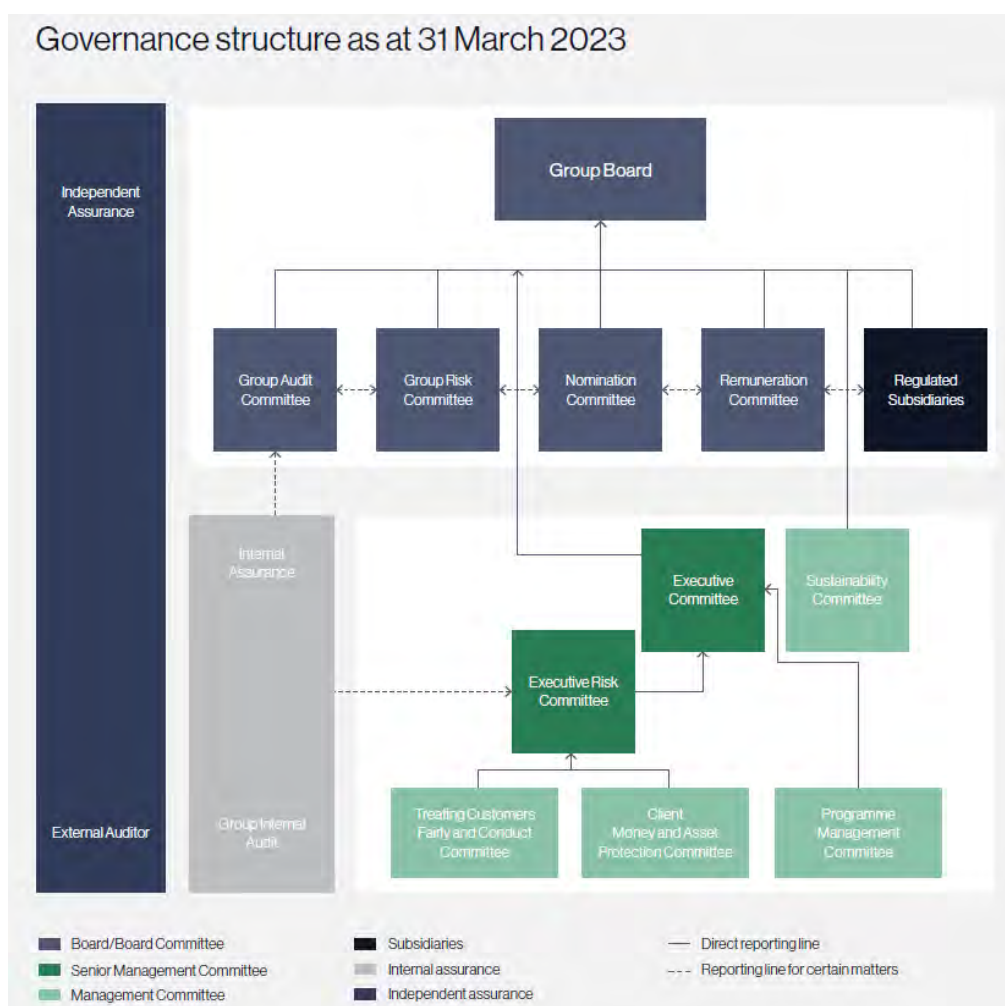 Governance structure as at 31 March 2023
Independent
Assurance
Group Board
Group Audit
Committee
Group Risk
Committee
Nomination
Committee
Remuneration
Committee
Regulated
Subsidiaries
Internal
Assurance
Executive
Committee
Sustainability
Committee
Executive Risk
Committee
External Auditor
Group Internal
Audit
Treating Customers
Fairly and Conduct
Committee
Client
Money and Asset
Protection Committee
Programme
Management
Committee
Board/Board Committee
Senior Management Committee
Management Committee
Subsidiaries
Internal assurance
Independent assurance
Direct reporting line
Reporting line for certain matters